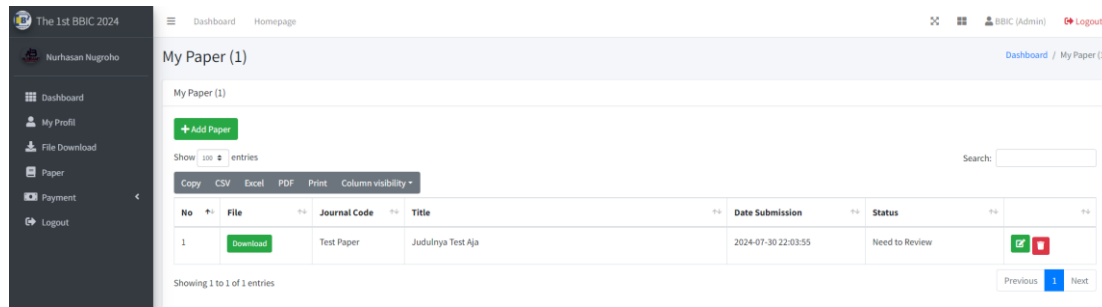 The 1st BBIC 2024
Dashboard Homepage
BBIC (Admin) Logout
Nurhasan Nugroho
Dashboard
My Profil
File Download
Paper
Payment
Logout
My Paper (1)
Dashboard / My Paper (
My Paper (1)
Add Paper
Show 100 entries
Search:
Copy CSV Excel PDF Print Column visibility
No File Journal Code Title Date Submission Status
1 Download Test Paper Judulnya Test Aja 2024-07-30 22:03:55 Need to Review
Showing 1 to 1 of 1 entries
Previous 1 Next